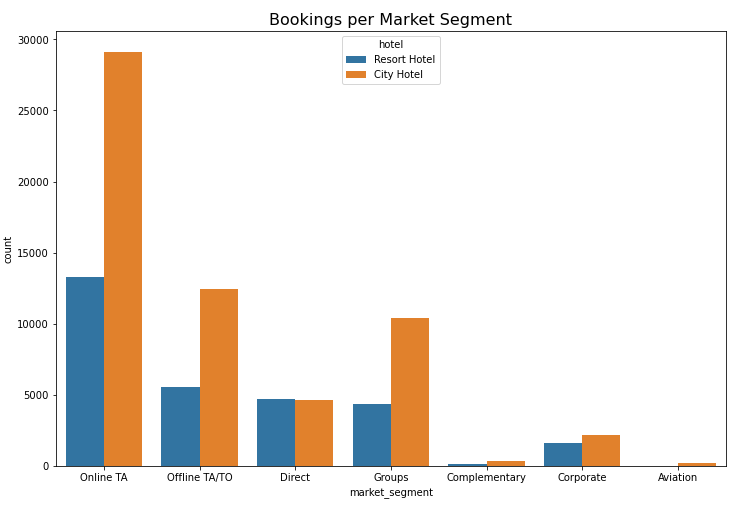 Bookings per Market Segment
hotel
Resort Hotel
City Hotel
count
30000
25000
20000
15000
10000
5000
0
Online TA
Offline TA/TO
Direct
Groups
Complementary
Corporate
Aviation
market_segment